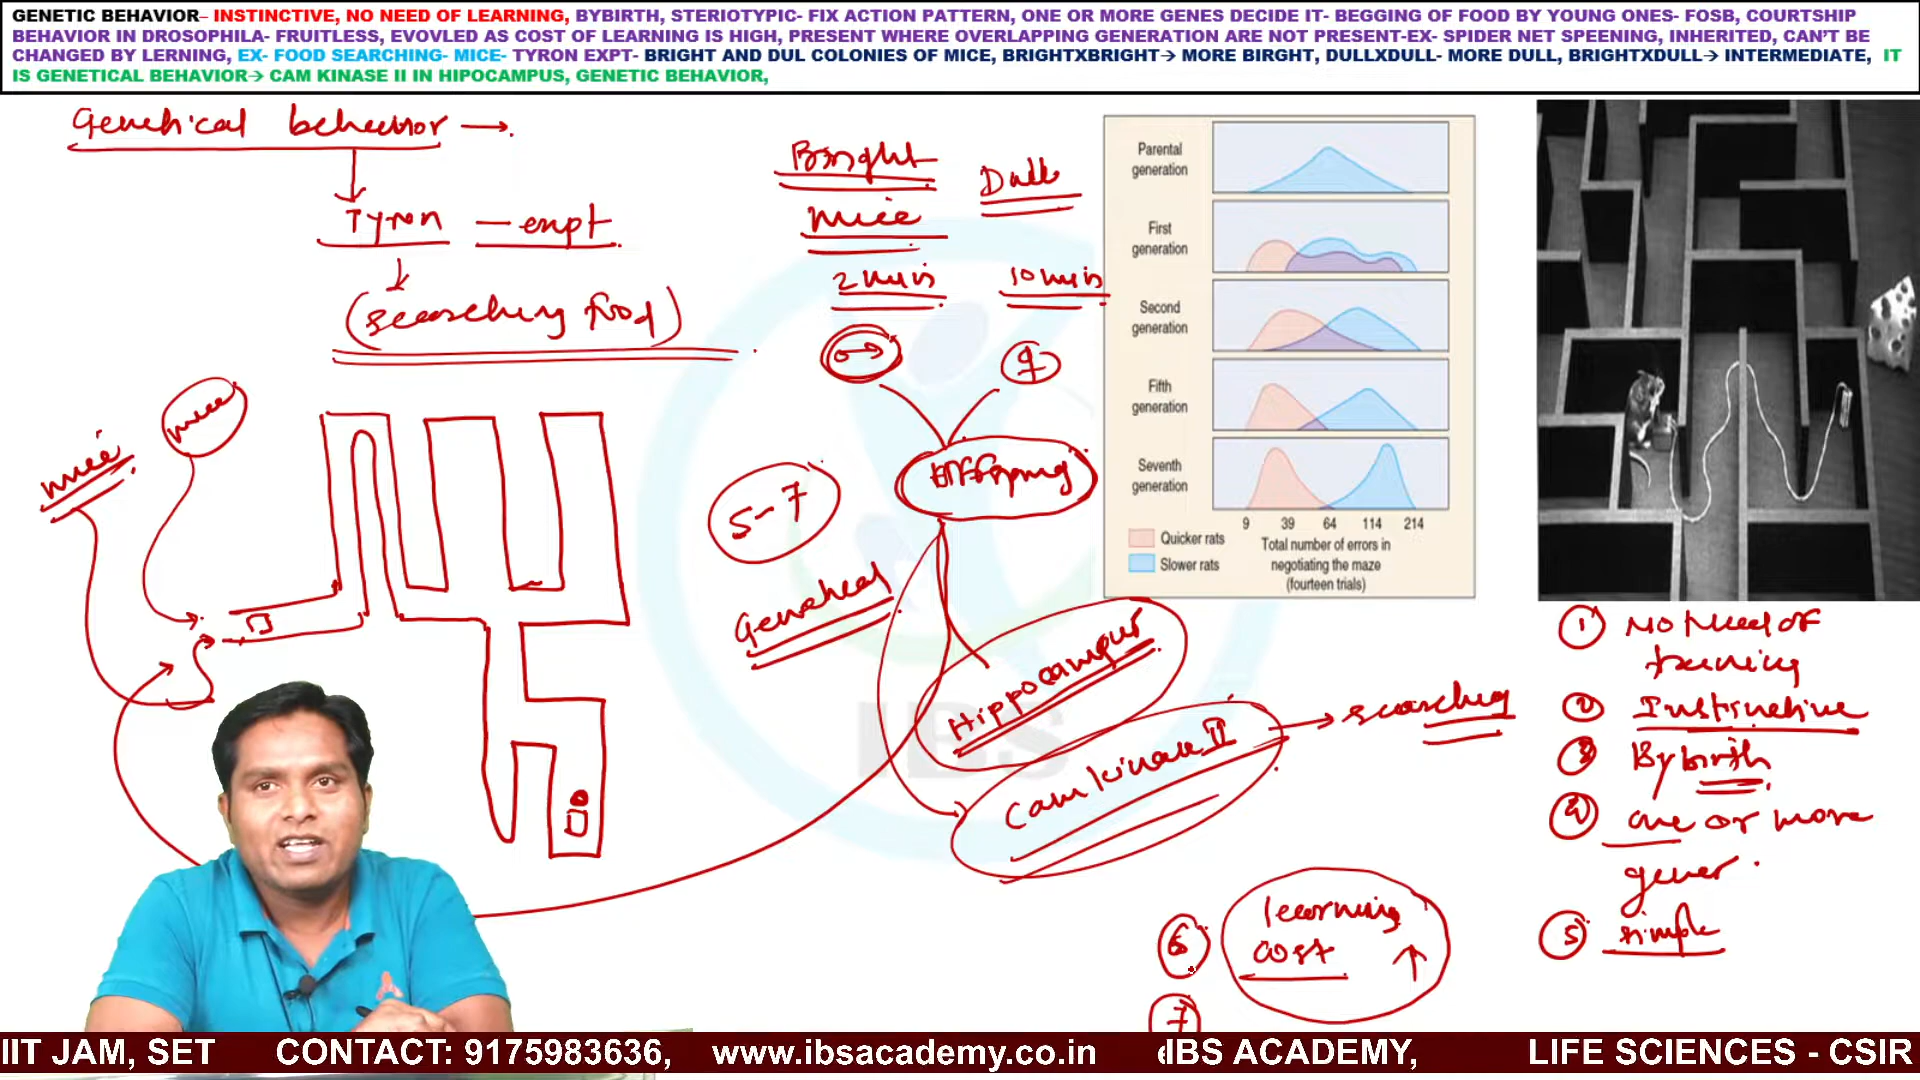 GENETIC BEHAVIOR– INSTINCTIVE, NO NEED OF LEARNING, BYBIRTH, STERIOTYPIC- FIX ACTION PATTERN, ONE OR MORE GENES DECIDE IT- BEGGING OF FOOD BY YOUNG ONES- FOSB, COURTSHIP
BEHAVIOR IN DROSOPHILA- FRUITLESS, EVOVLED AS COST OF LEARNING IS HIGH, PRESENT WHERE OVERLAPPING GENERATION ARE NOT PRESENT-EX- SPIDER NET SPEENING, INHERITED, CAN'T BE
CHANGED BY LERNING, EX- FOOD SEARCHING- MICE- TYRON EXPT- BRIGHT AND DUL COLONIES OF MICE, BRIGHTXBRIGHT→ MORE BIRGHT, DULLXDULL- MORE DULL, BRIGHTXDULL→ INTERMEDIATE, IT
IS GENETICAL BEHAVIOR→ CAM KINASE II IN HIPOCAMPUS, GENETIC BEHAVIOR,
Genetical behavior →
Tyron — expt
(searching food)
mice
mice
Bright
mice
2 min
Dull
10 min
offspring
5-7
Genetical
Hippocampus
Cam kinase II → searching
Parental
generation
First
generation
Second
generation
Fifth
generation
Seventh
generation
9 39 64 114 214
Quicker rats
Slower rats
Total number of errors in
negotiating the maze
(fourteen trials)
① No need of
training
② Instinctive
③ By birth
④ one or more
genes
⑤ simple
⑥ learning
cost ↑
7
IBS
IIT JAM, SET CONTACT: 9175983636, www.ibsacademy.co.in IBS ACADEMY, LIFE SCIENCES - CSIR